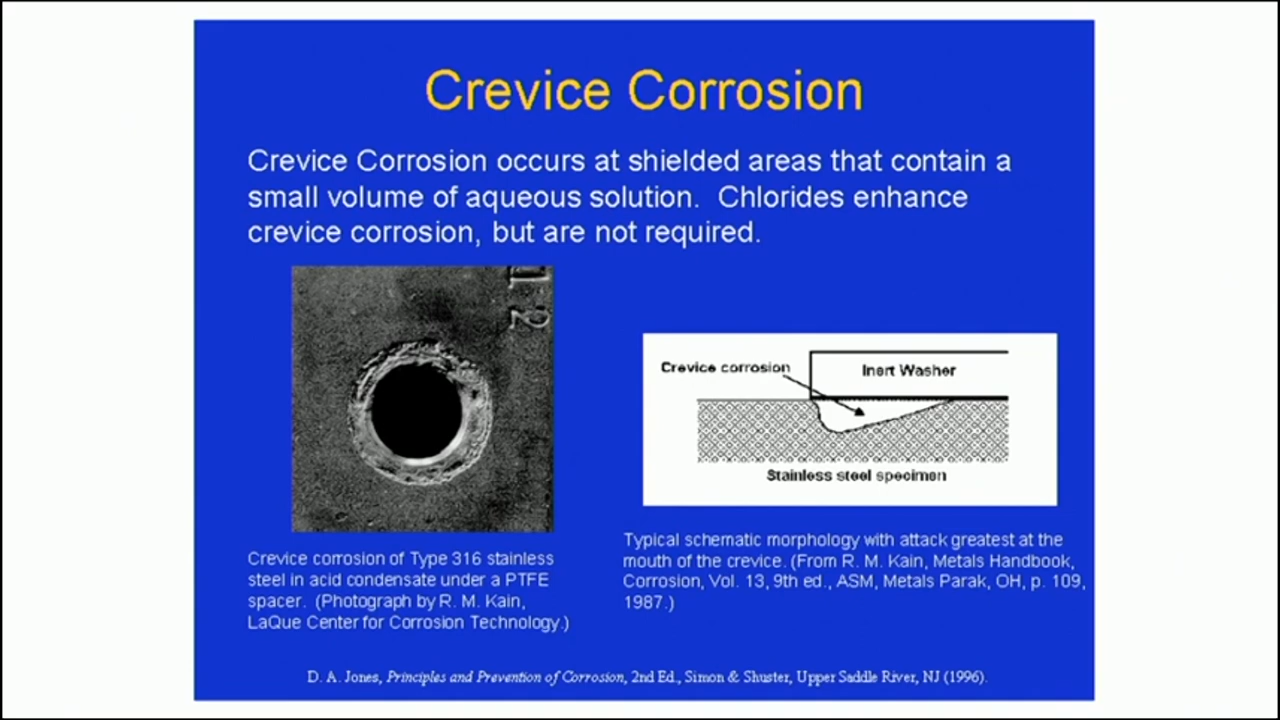 Crevice Corrosion
Crevice Corrosion occurs at shielded areas that contain a
small volume of aqueous solution.  Chlorides enhance
crevice corrosion, but are not required.
12
Crevice corrosion
Inert Washer
Stainless steel specimen
Crevice corrosion of Type 316 stainless
steel in acid condensate under a PTFE
spacer.  (Photograph by R. M. Kain,
LaQue Center for Corrosion Technology.)
Typical schematic morphology with attack greatest at the
mouth of the crevice. (From R. M. Kain, Metals Handbook,
Corrosion, Vol. 13, 9th ed., ASM, Metals Parak, OH, p. 109,
1987.)
D. A. Jones, Principles and Prevention of Corrosion, 2nd Ed., Simon & Shuster, Upper Saddle River, NJ (1996).